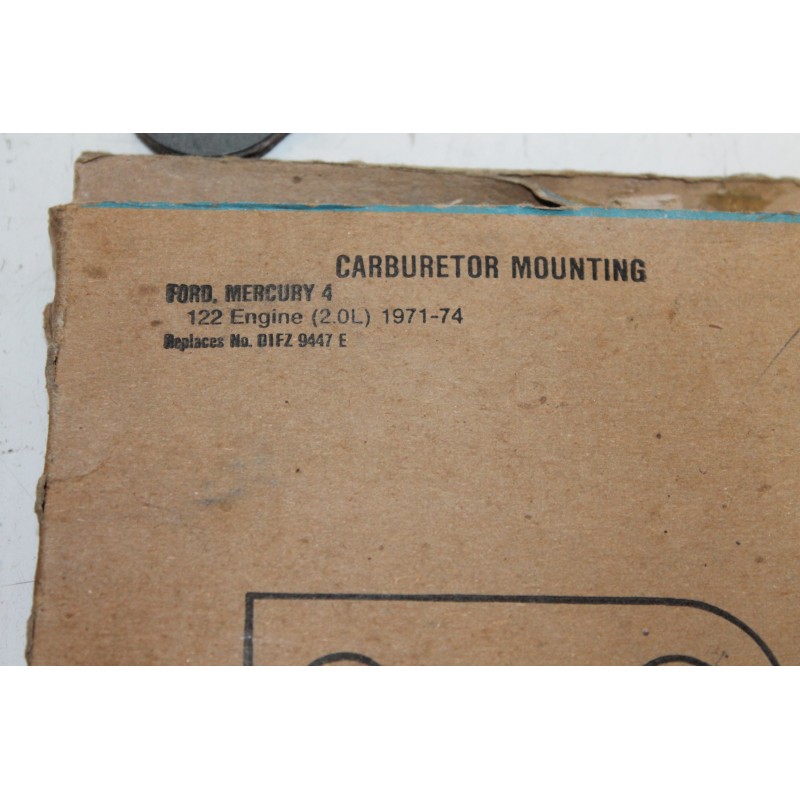 CARBURETOR MOUNTING
FORD, MERCURY 4
122 Engine (2.0L) 1971-74
Replaces No. D1FZ 9447 E